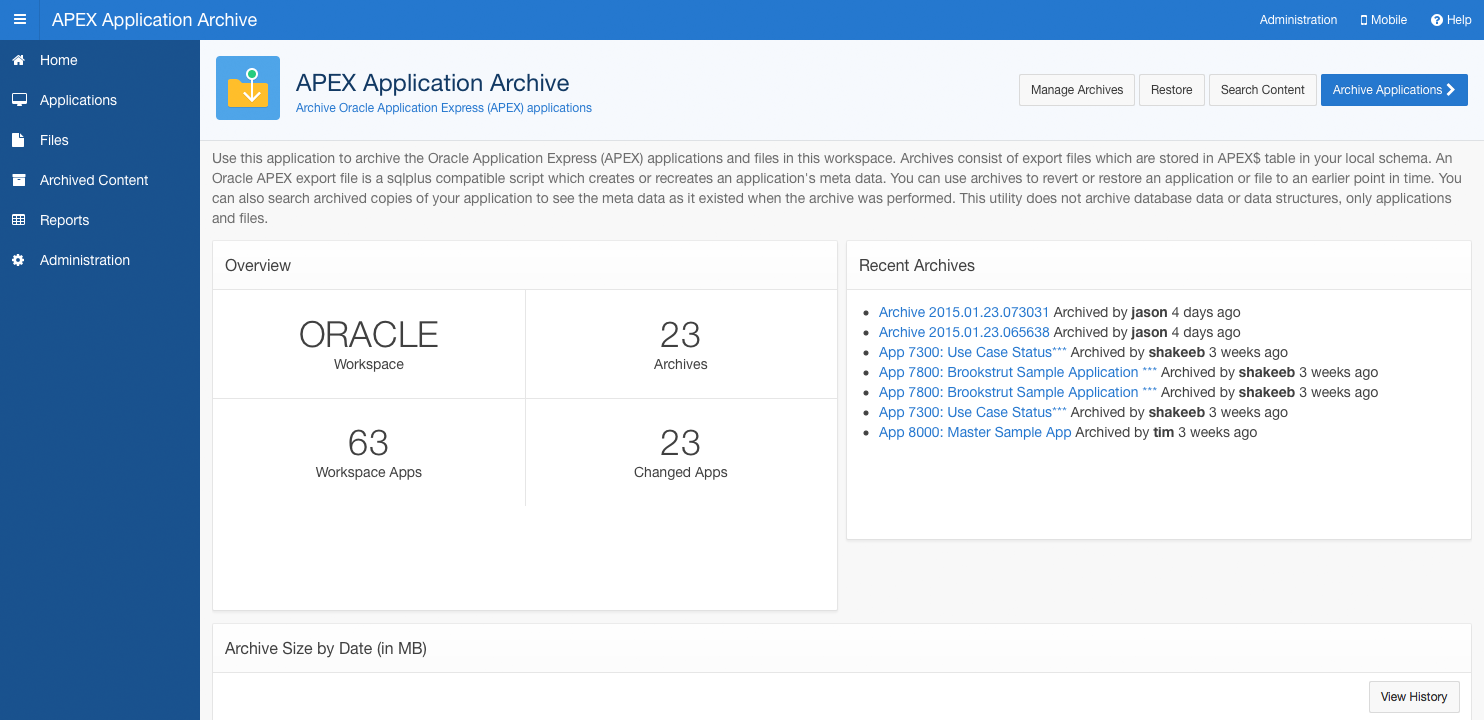 APEX Application Archive
Administration
Mobile
Help
Home
Applications
Files
Archived Content
Reports
Administration
APEX Application Archive
Archive Oracle Application Express (APEX) applications
Manage Archives
Restore
Search Content
Archive Applications
Use this application to archive the Oracle Application Express (APEX) applications and files in this workspace. Archives consist of export files which are stored in APEX$ table in your local schema. An
Oracle APEX export file is a sqlplus compatible script which creates or recreates an application's meta data. You can use archives to revert or restore an application or file to an earlier point in time. You
can also search archived copies of your application to see the meta data as it existed when the archive was performed. This utility does not archive database data or data structures, only applications
and files.
Overview
ORACLE
Workspace
23
Archives
63
Workspace Apps
23
Changed Apps
Recent Archives
Archive 2015.01.23.073031 Archived by jason 4 days ago
Archive 2015.01.23.065638 Archived by jason 4 days ago
App 7300: Use Case Status*** Archived by shakeeb 3 weeks ago
App 7800: Brookstrut Sample Application *** Archived by shakeeb 3 weeks ago
App 7800: Brookstrut Sample Application *** Archived by shakeeb 3 weeks ago
App 7300: Use Case Status*** Archived by shakeeb 3 weeks ago
App 8000: Master Sample App Archived by tim 3 weeks ago
Archive Size by Date (in MB)
View History